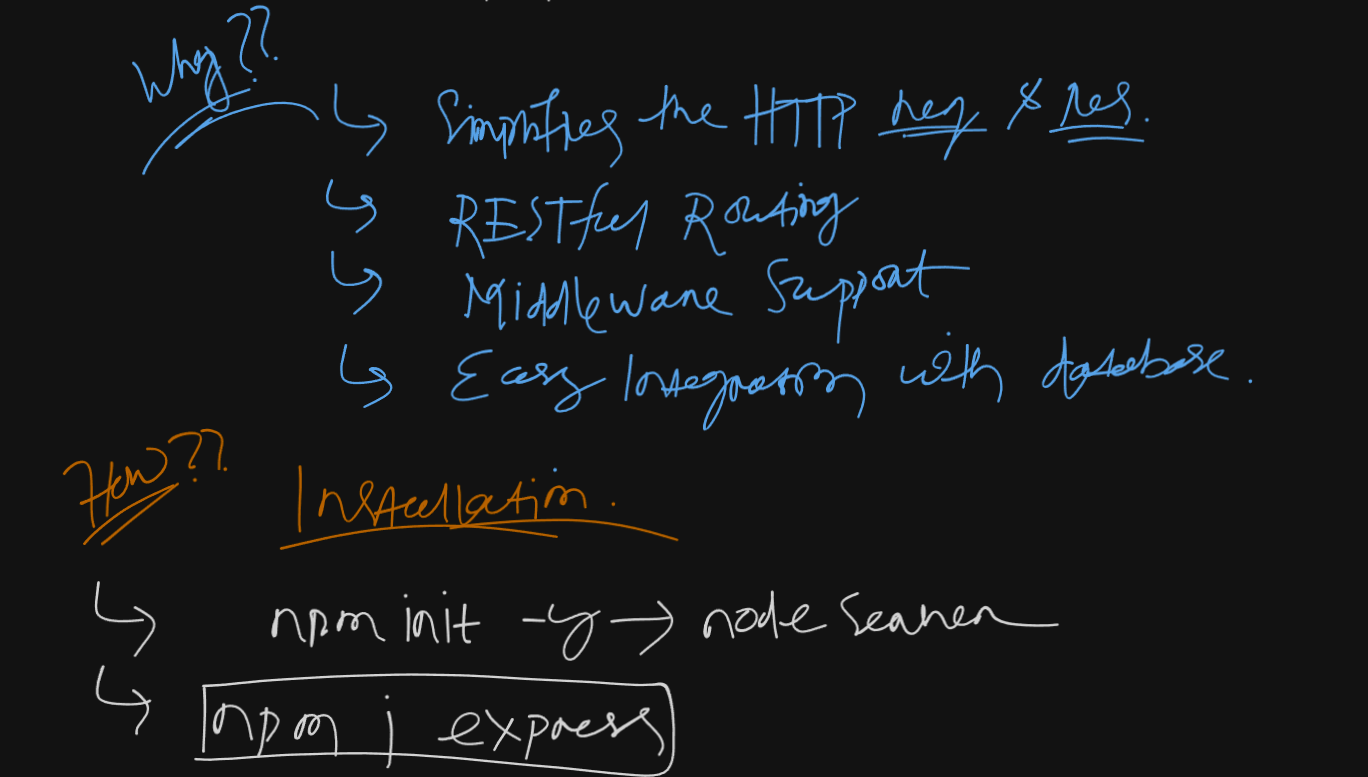 Why??
↳ Simplifies the HTTP req & res.
↳ RESTful Routing
↳ Middleware Support
↳ Easy Integration with database.
How??
Installation.
↳ npm init -y → node server
↳ npm i express